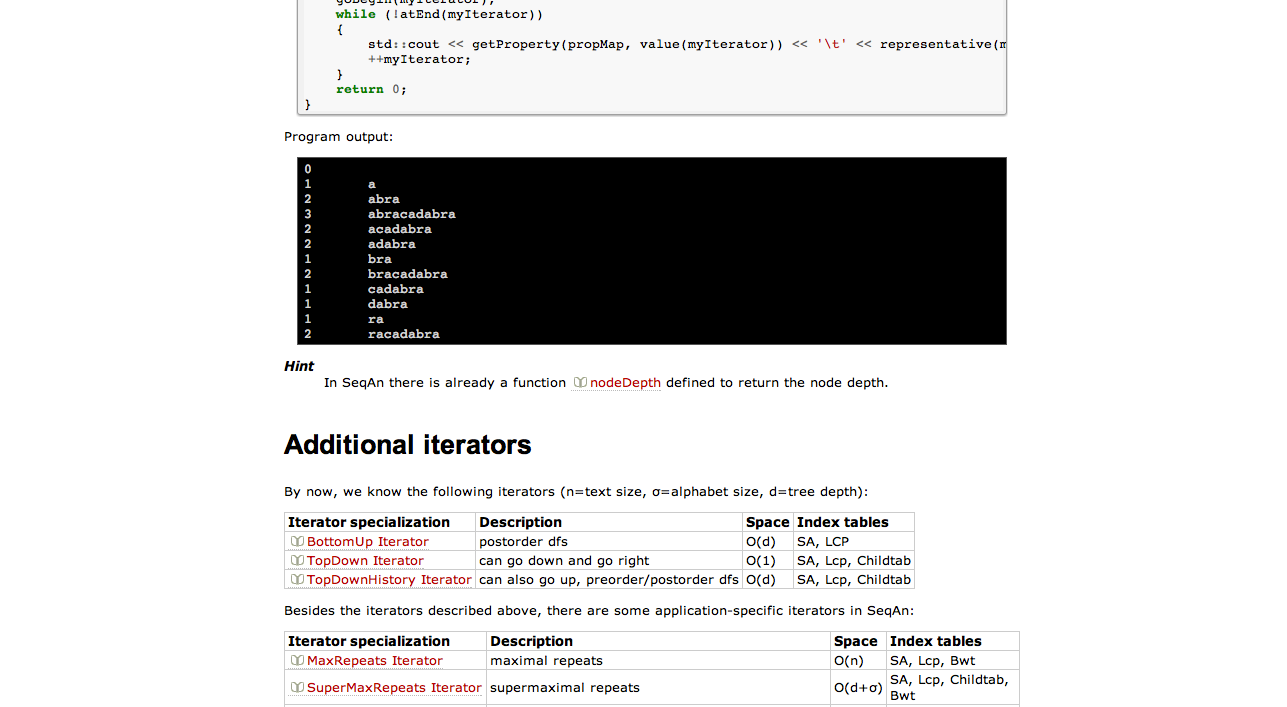 goBegin(myIterator);
while (!atEnd(myIterator))
{
std::cout << getProperty(propMap, value(myIterator)) << '\t' << representative(m
++myIterator;
}
return 0;
}
Program output:
0
1 a
2 abra
3 abracadabra
2 acadabra
2 adabra
1 bra
2 bracadabra
1 cadabra
1 dabra
1 ra
2 racadabra
Hint
In SeqAn there is already a function nodeDepth defined to return the node depth.
Additional iterators
By now, we know the following iterators (n=text size, σ=alphabet size, d=tree depth):
Iterator specialization Description Space Index tables
BottomUp Iterator postorder dfs O(d) SA, LCP
TopDown Iterator can go down and go right O(1) SA, Lcp, Childtab
TopDownHistory Iterator can also go up, preorder/postorder dfs O(d) SA, Lcp, Childtab
Besides the iterators described above, there are some application-specific iterators in SeqAn:
Iterator specialization Description Space Index tables
MaxRepeats Iterator maximal repeats O(n) SA, Lcp, Bwt
SuperMaxRepeats Iterator supermaximal repeats O(d+σ) SA, Lcp, Childtab,
Bwt